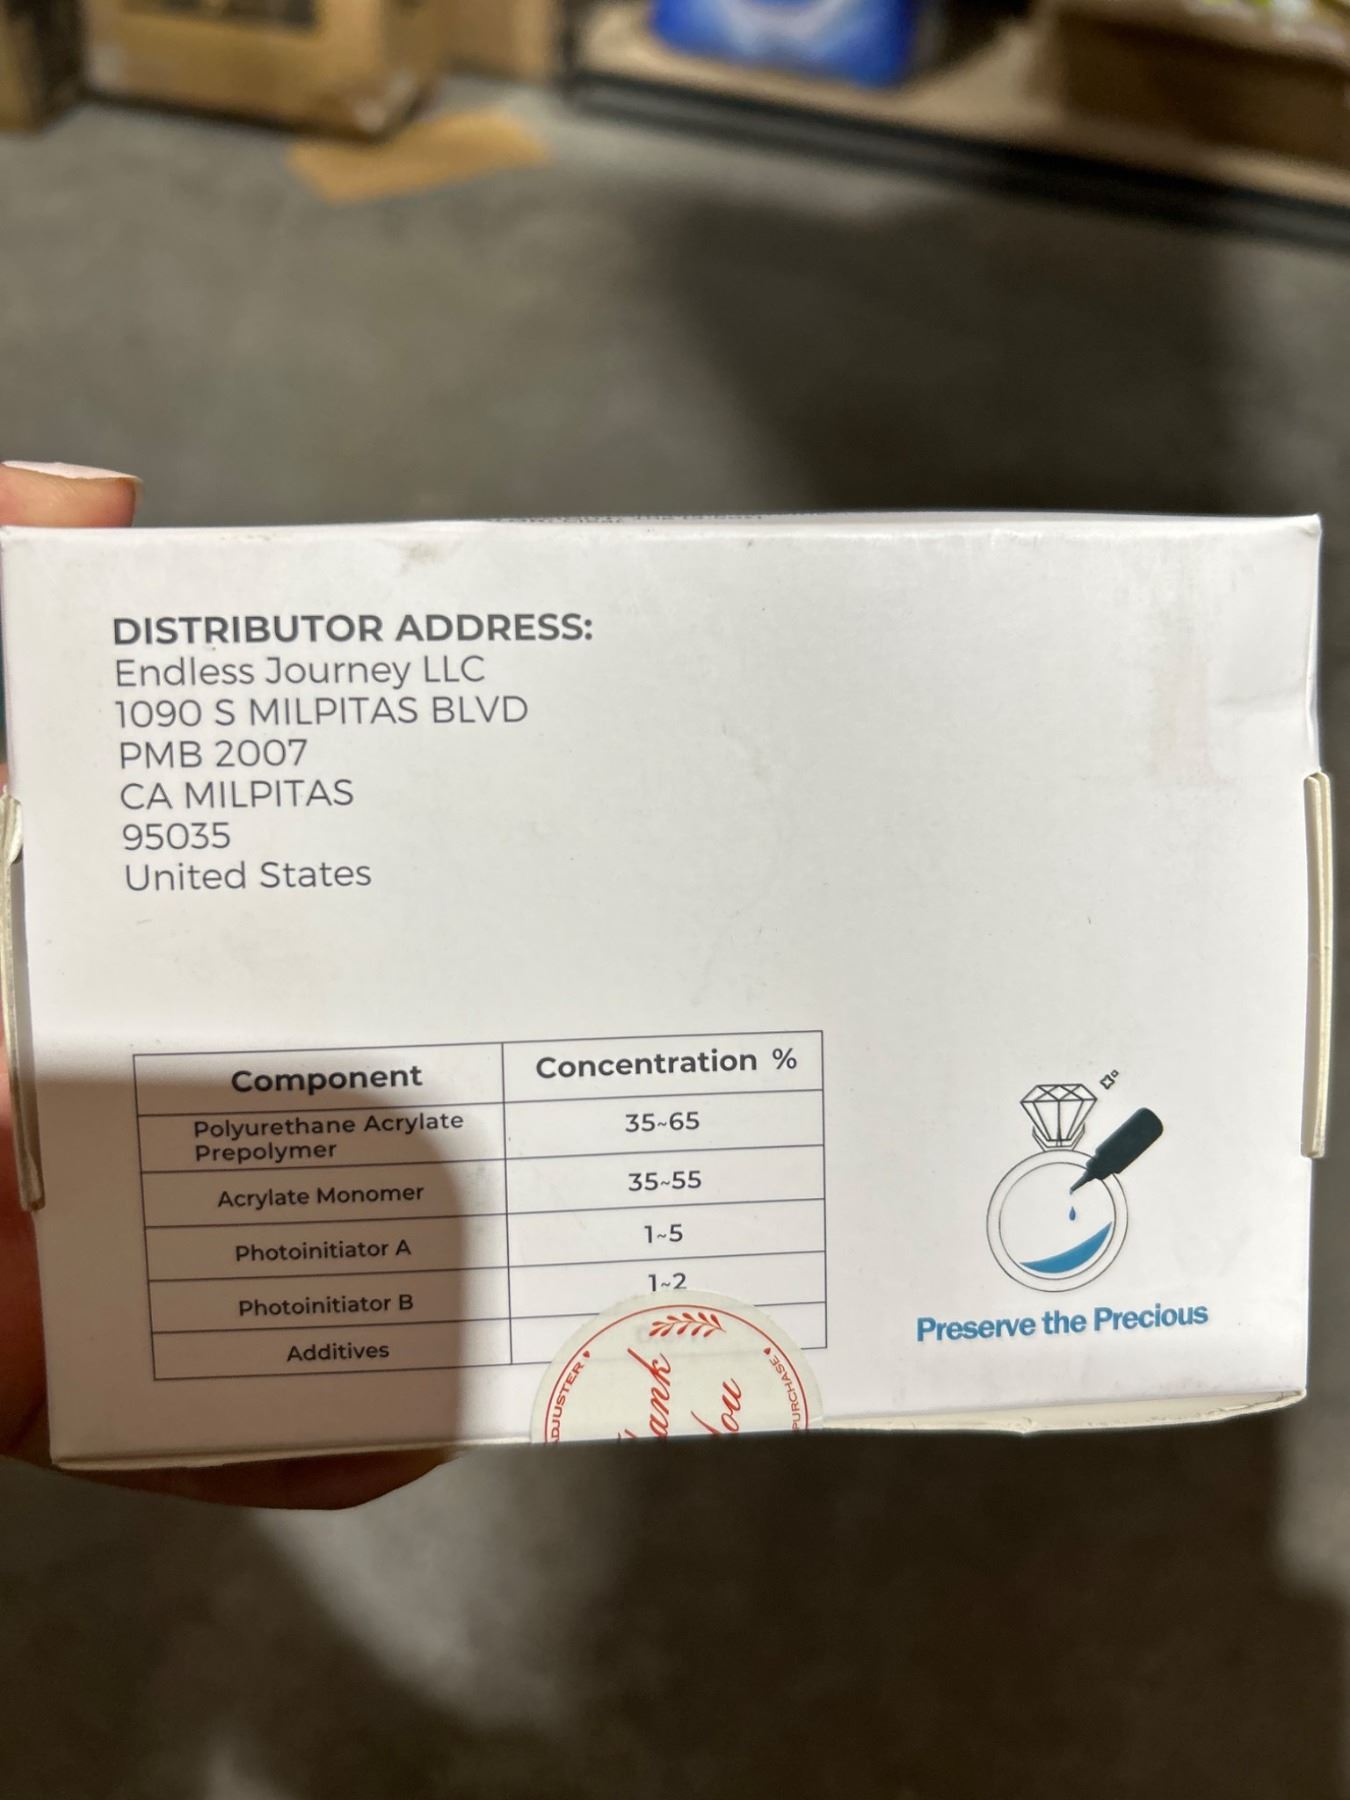 DISTRIBUTOR ADDRESS:
Endless Journey LLC
1090 S MILPITAS BLVD
PMB 2007
CA MILPITAS
95035
United States
Component Concentration %
Polyurethane Acrylate
Prepolymer
35~65
Acrylate Monomer 35~55
Photoinitiator A 1~5
Photoinitiator B 1~2
Additives
Preserve the Precious